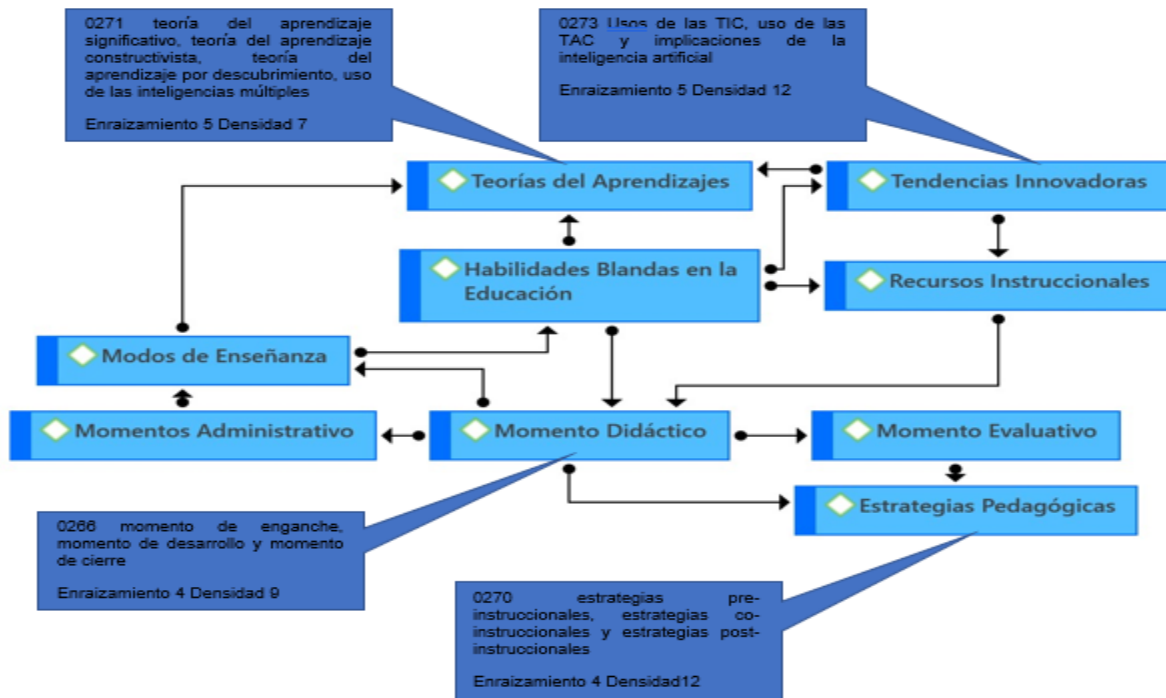 0271 teoría del aprendizaje
significativo, teoría del aprendizaje
constructivista, teoría del
aprendizaje por descubrimiento, uso
de las inteligencias múltiples
Enraizamiento 5 Densidad 7
0273 Usos de las TIC, uso de las
TAC y implicaciones de la
inteligencia artificial
Enraizamiento 5 Densidad 12
Teorías del Aprendizajes
Tendencias Innovadoras
Habilidades Blandas en la
Educación
Recursos Instruccionales
Modos de Enseñanza
Momentos Administrativo
Momento Didáctico
Momento Evaluativo
Estrategias Pedagógicas
0266 momento de enganche,
momento de desarrollo y momento
de cierre
Enraizamiento 4 Densidad 9
0270 estrategias pre-
instruccionales, estrategias co-
instruccionales y estrategias post-
instruccionales
Enraizamiento 4 Densidad12